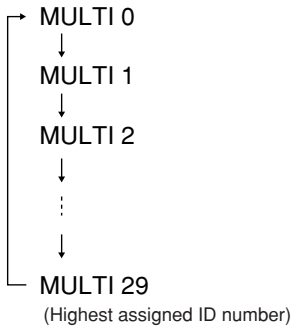 MULTI 0
MULTI 1
MULTI 2
MULTI 29
(Highest assigned ID number)